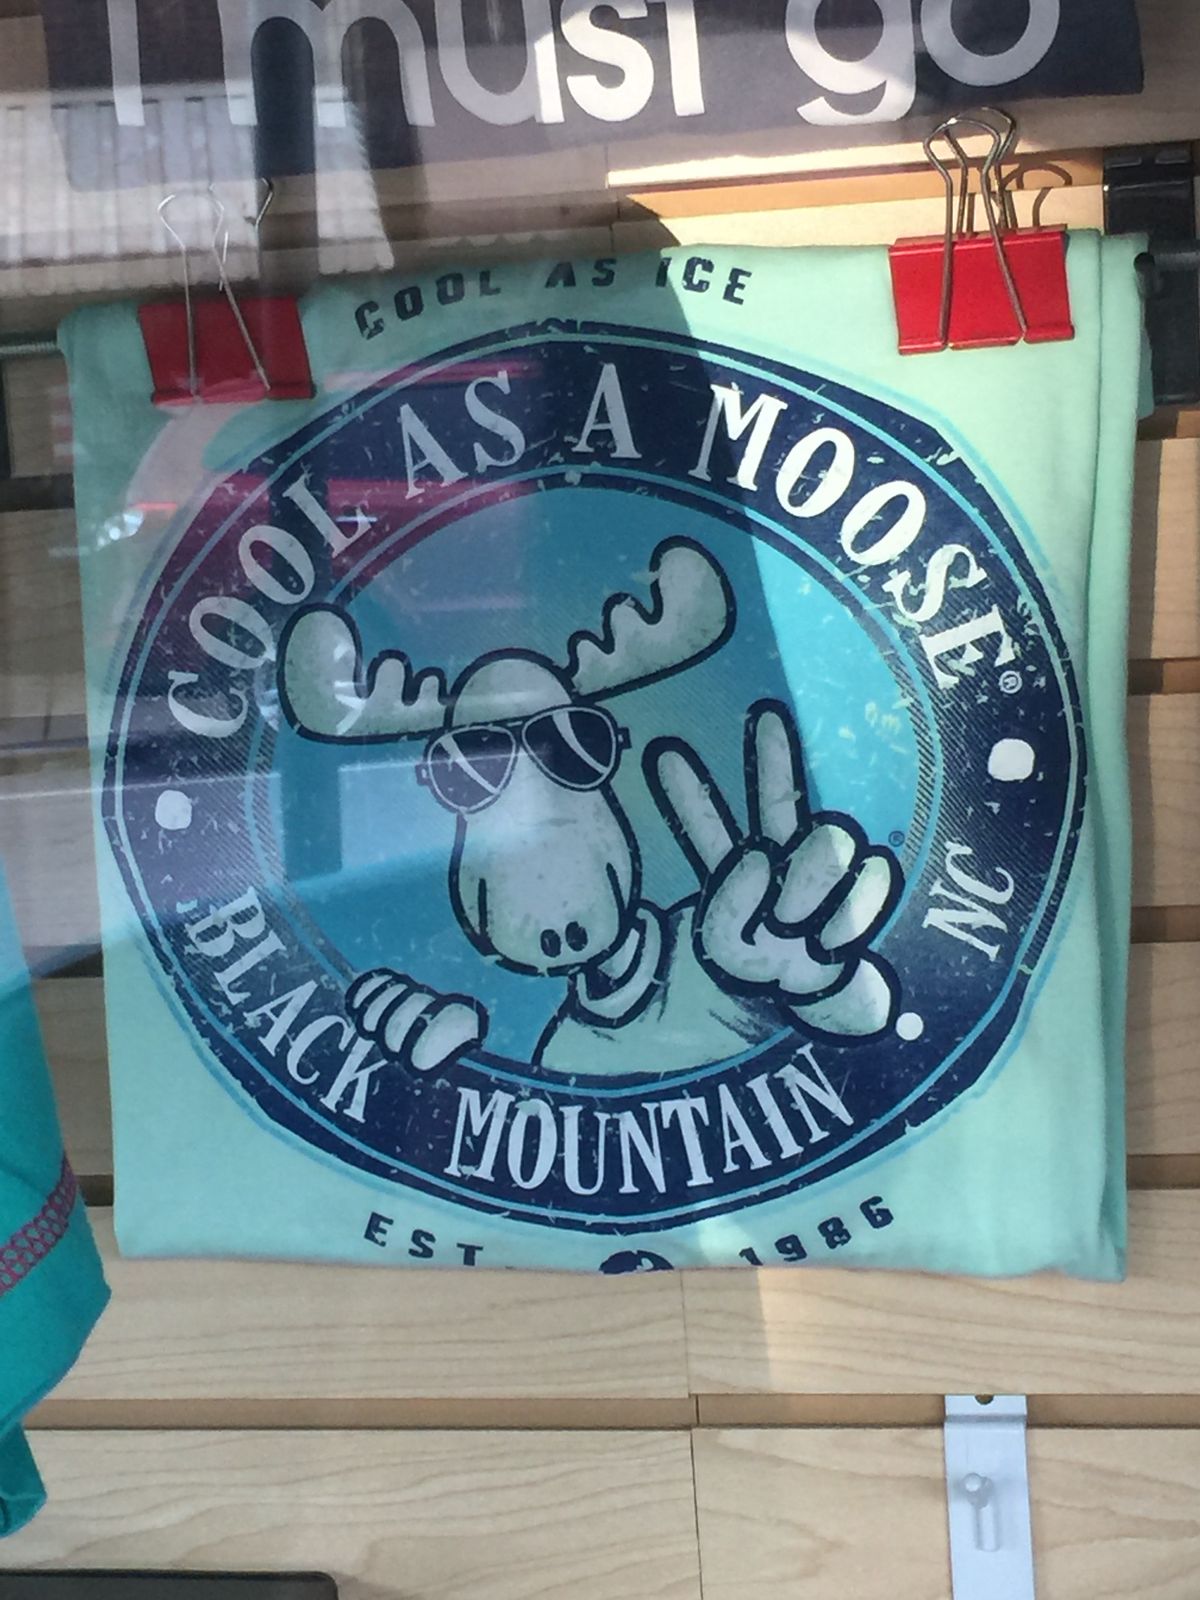 I must go
COOL AS ICE
COOL AS A MOOSE®
BLACK MOUNTAIN • NC
®
EST. 1986